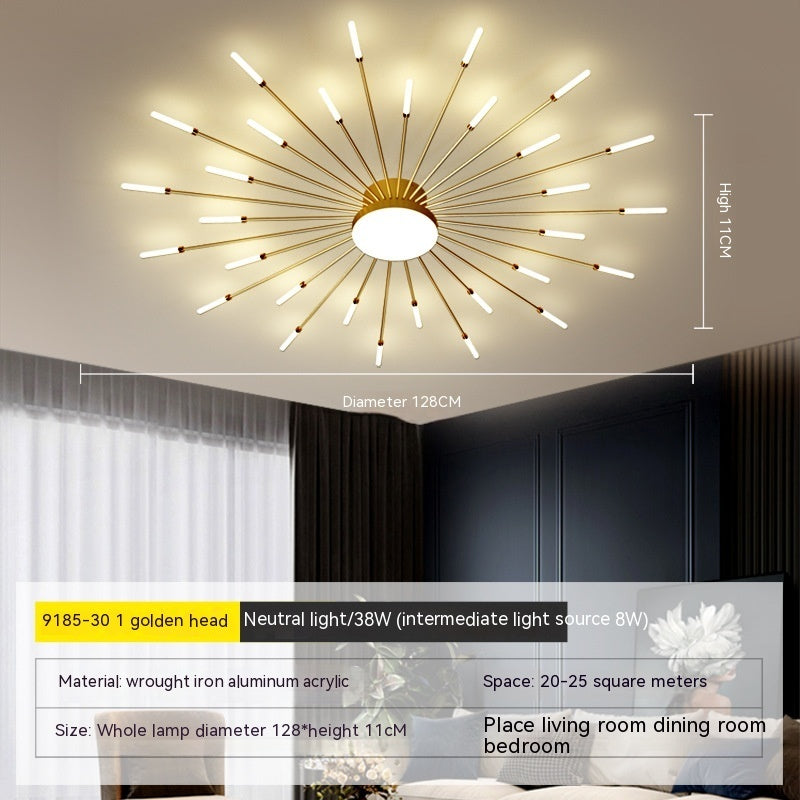 High 11CM
Diameter 128CM
9185-30 1 golden head Neutral light/38W (intermediate light source 8W)
Material: wrought iron aluminum acrylic
Space: 20-25 square meters
Size: Whole lamp diameter 128*height 11cM
Place living room dining room
bedroom